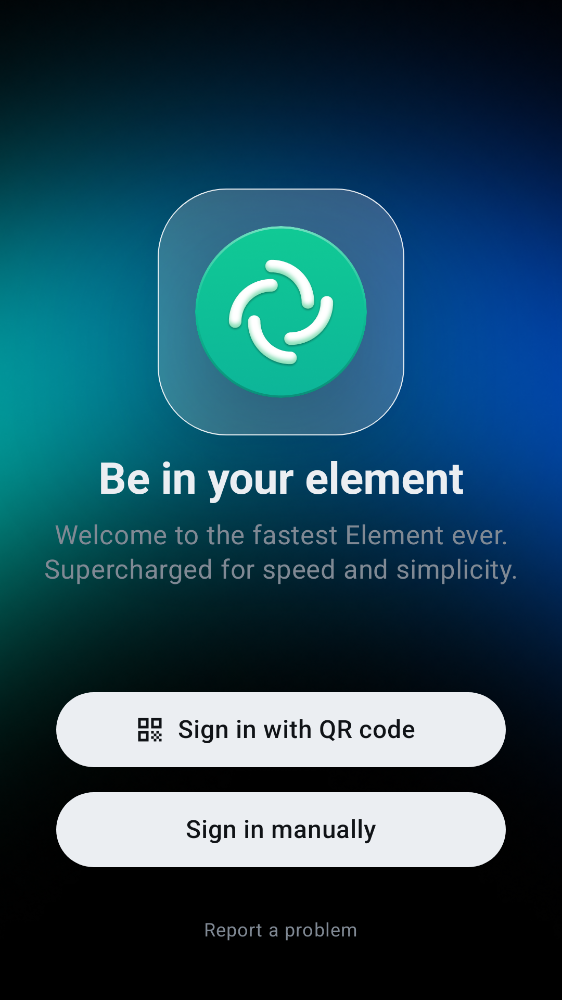 Be in your element
Welcome to the fastest Element ever.
Supercharged for speed and simplicity.
Sign in with QR code
Sign in manually
Report a problem